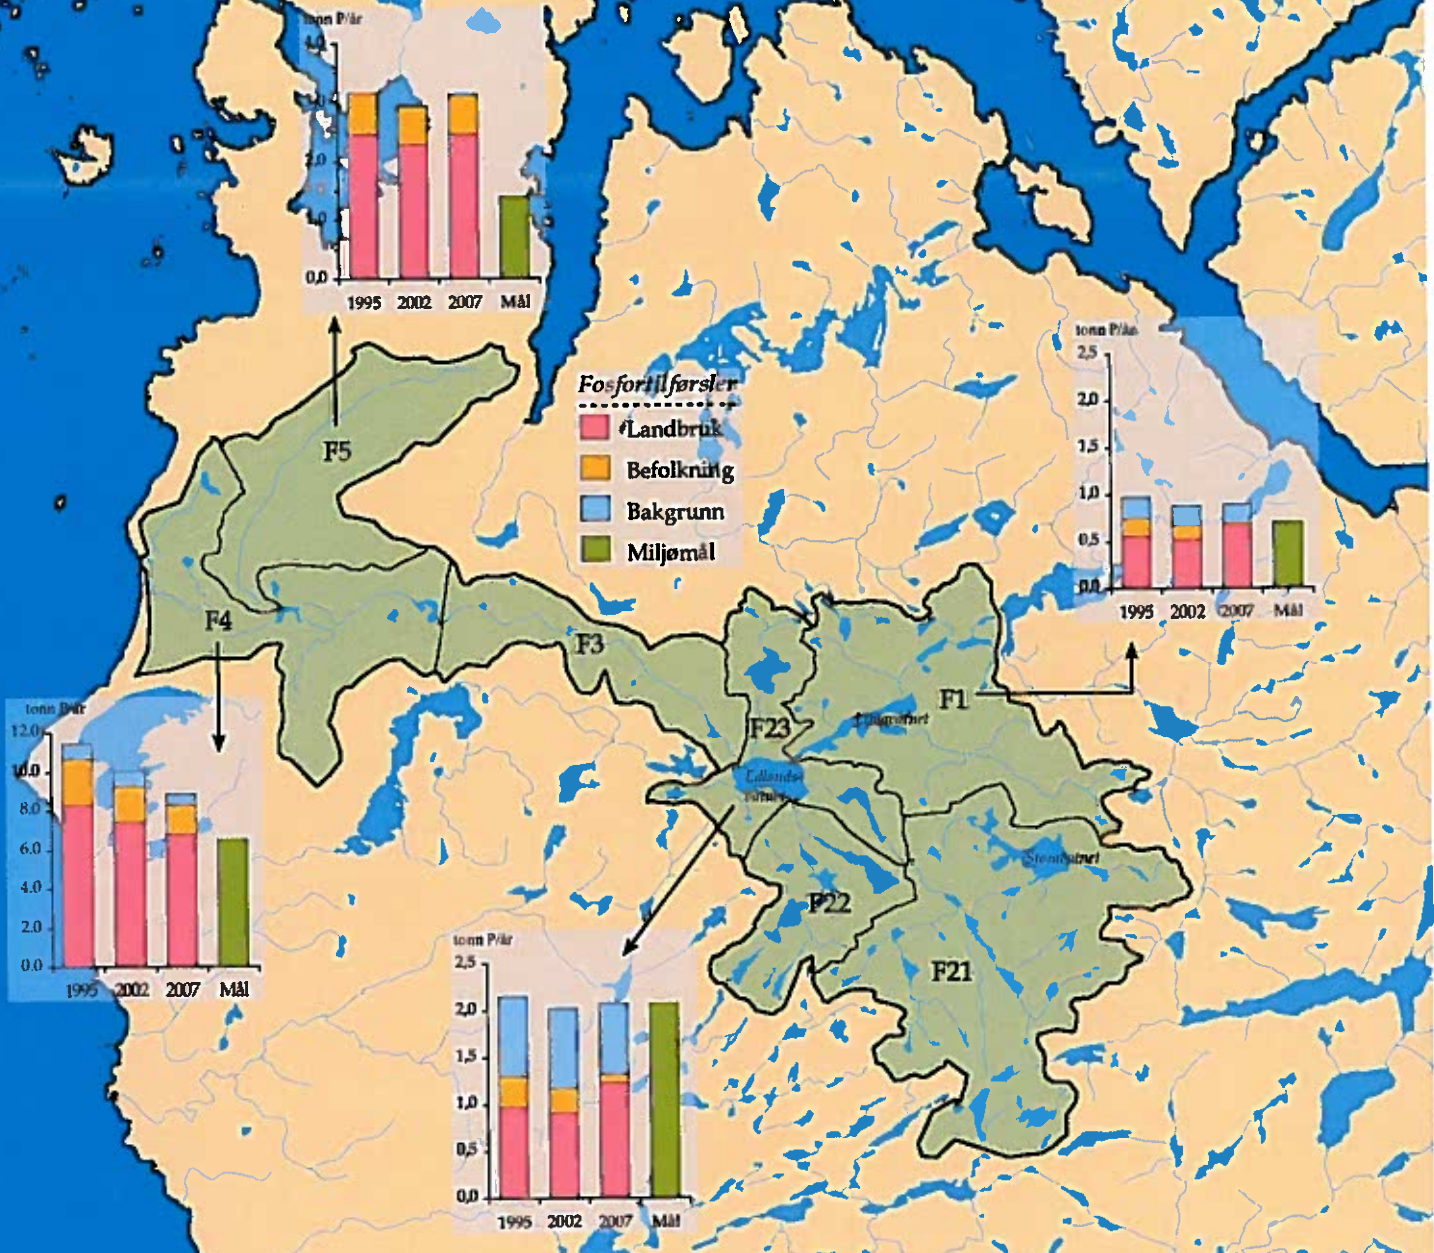 tonn P/år
4,0
2,0
1,0
0,0
1995 2002 2007 Mål
Fosfortilførsler
Landbruk
Befolkning
Bakgrunn
Miljømål
tonn P/år
2,5
2,0
1,5
1,0
0,5
0,0
1995 2002 2007 Mål
F5
F4
F3
F23
F1
Edlands-
vatnet
F22
F21
tonn P/år
12.0
10.0
8.0
6.0
4.0
2.0
0.0
1995 2002 2007 Mål
tonn P/år
2,5
2,0
1,5
1,0
0,5
0,0
1995 2002 2007 Mål